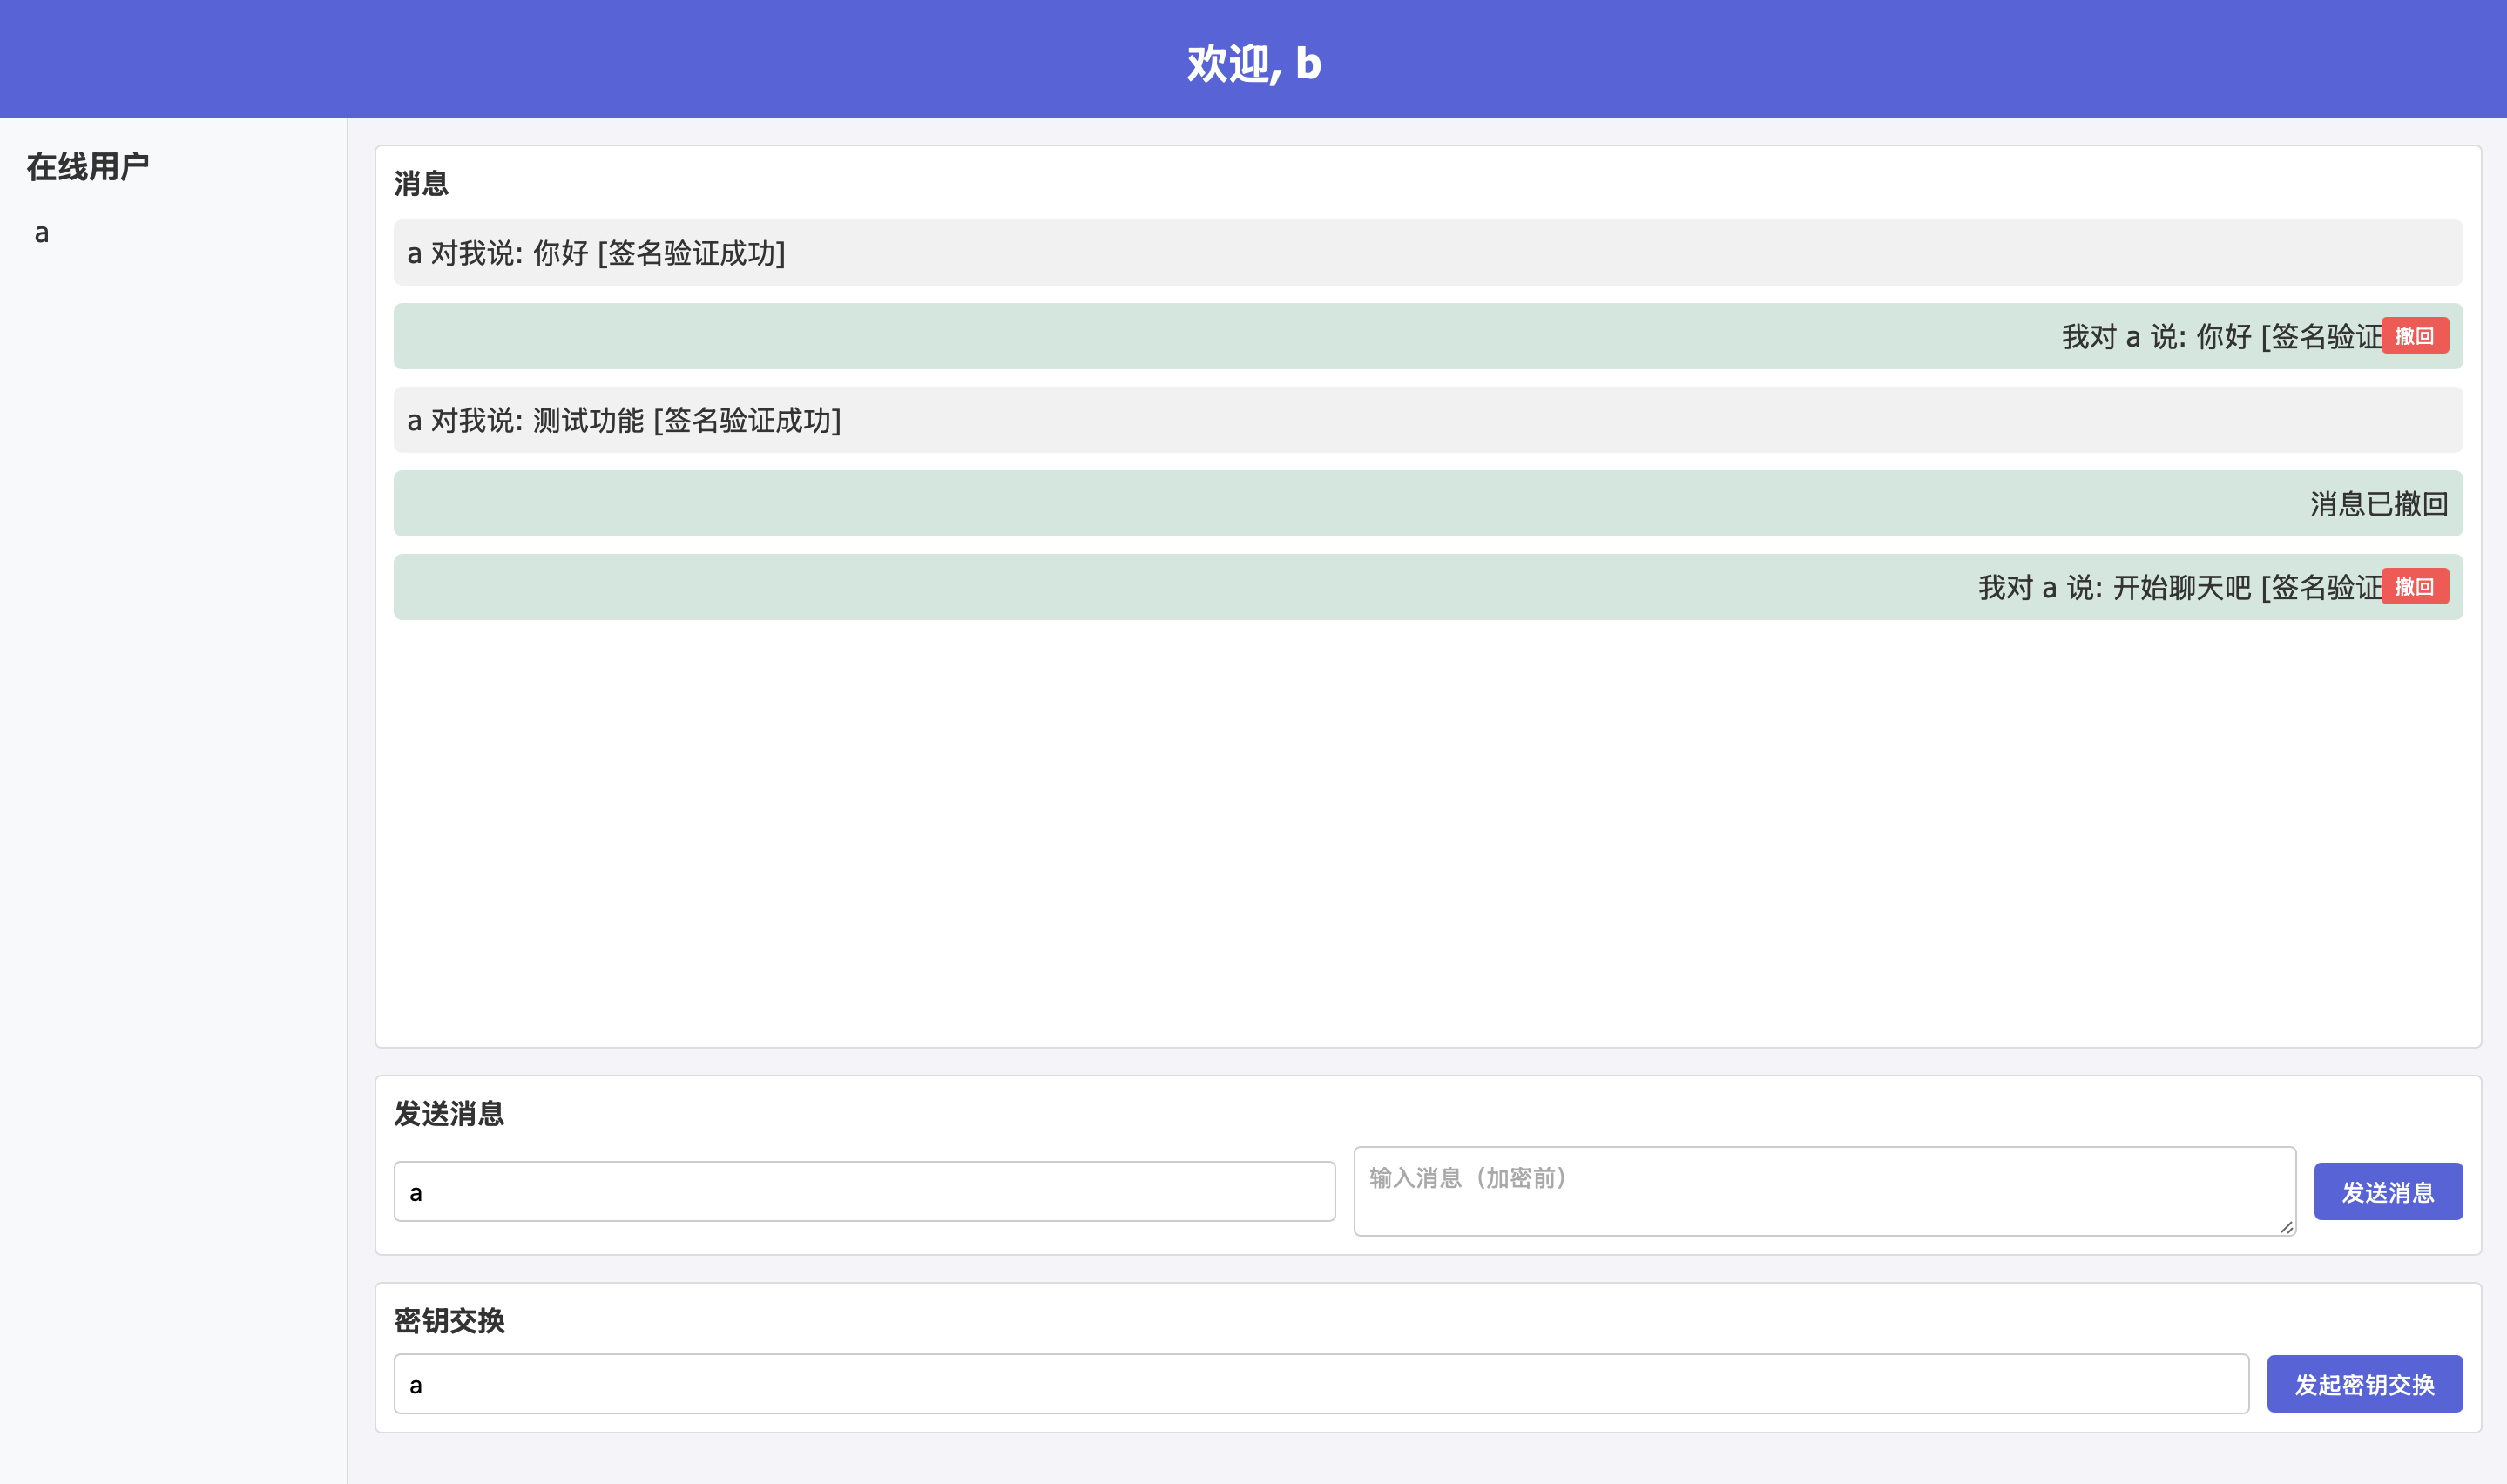 欢迎, b
在线用户
a
消息
a 对我说: 你好 [签名验证成功]
我对 a 说: 你好 [签名验证
撤回
a 对我说: 测试功能 [签名验证成功]
消息已撤回
我对 a 说: 开始聊天吧 [签名验证
撤回
发送消息
a
输入消息（加密前）
发送消息
密钥交换
a
发起密钥交换